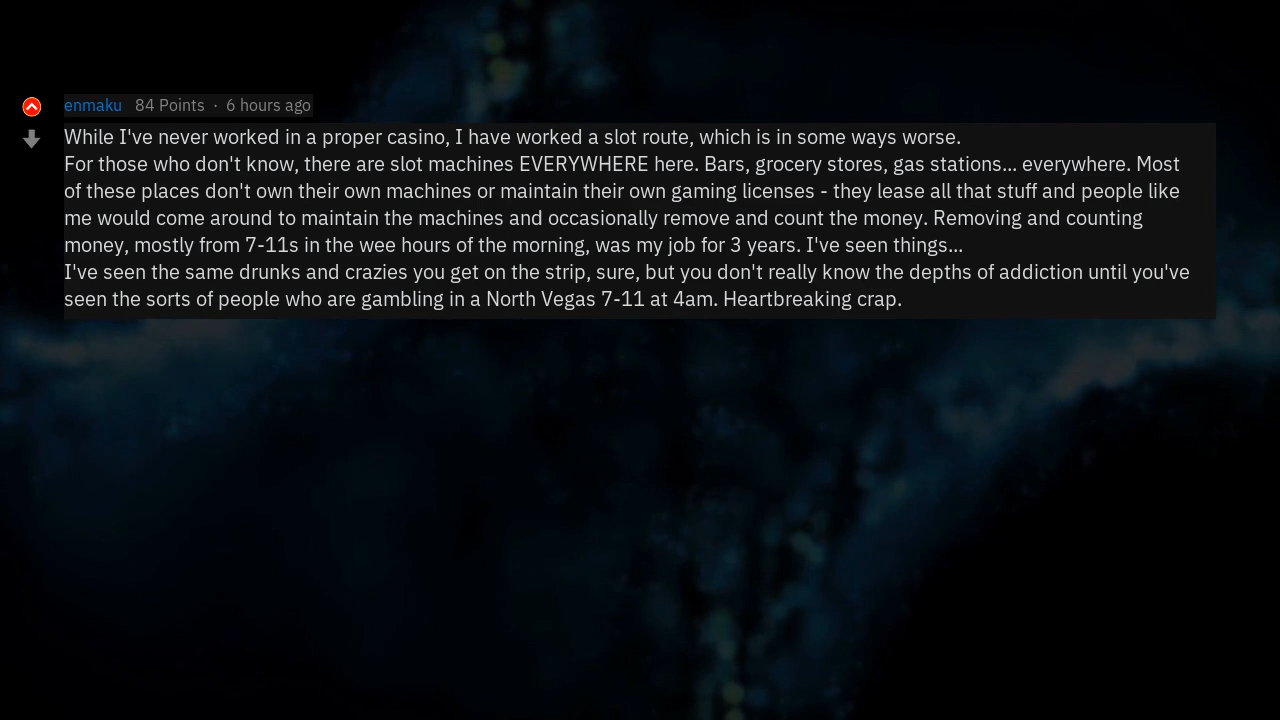 enmaku 84 Points · 6 hours ago
While I've never worked in a proper casino, I have worked a slot route, which is in some ways worse.
For those who don't know, there are slot machines EVERYWHERE here. Bars, grocery stores, gas stations... everywhere. Most
of these places don't own their own machines or maintain their own gaming licenses - they lease all that stuff and people like
me would come around to maintain the machines and occasionally remove and count the money. Removing and counting
money, mostly from 7-11s in the wee hours of the morning, was my job for 3 years. I've seen things...
I've seen the same drunks and crazies you get on the strip, sure, but you don't really know the depths of addiction until you've
seen the sorts of people who are gambling in a North Vegas 7-11 at 4am. Heartbreaking crap.